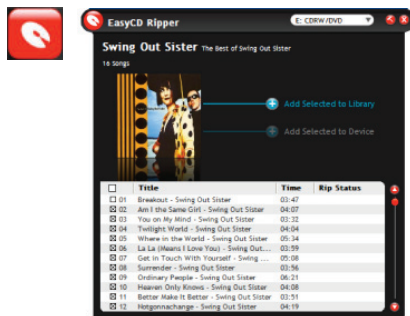 EasyCD Ripper E: CDRW/DVD
Swing Out Sister The Best of Swing Out Sister
16 Songs
Add Selected to Library
Add Selected to Device
Title Time Rip Status
01 Breakout - Swing Out Sister 03:47
02 Am I the Same Girl - Swing Out Sister 04:07
03 You on My Mind - Swing Out Sister 03:32
04 Twilight World - Swing Out Sister 04:04
05 Where in the World - Swing Out Sister 05:34
06 La La (Means I Love You) - Swing Out... 03:59
07 Get in Touch With Yourself - Swing ... 05:08
08 Surrender - Swing Out Sister 03:56
09 Ordinary People - Swing Out Sister 06:21
10 Heaven Only Knows - Swing Out Sister 04:08
11 Better Make It Better - Swing Out Sister 03:51
12 Notgonnachange - Swing Out Sister 04:19